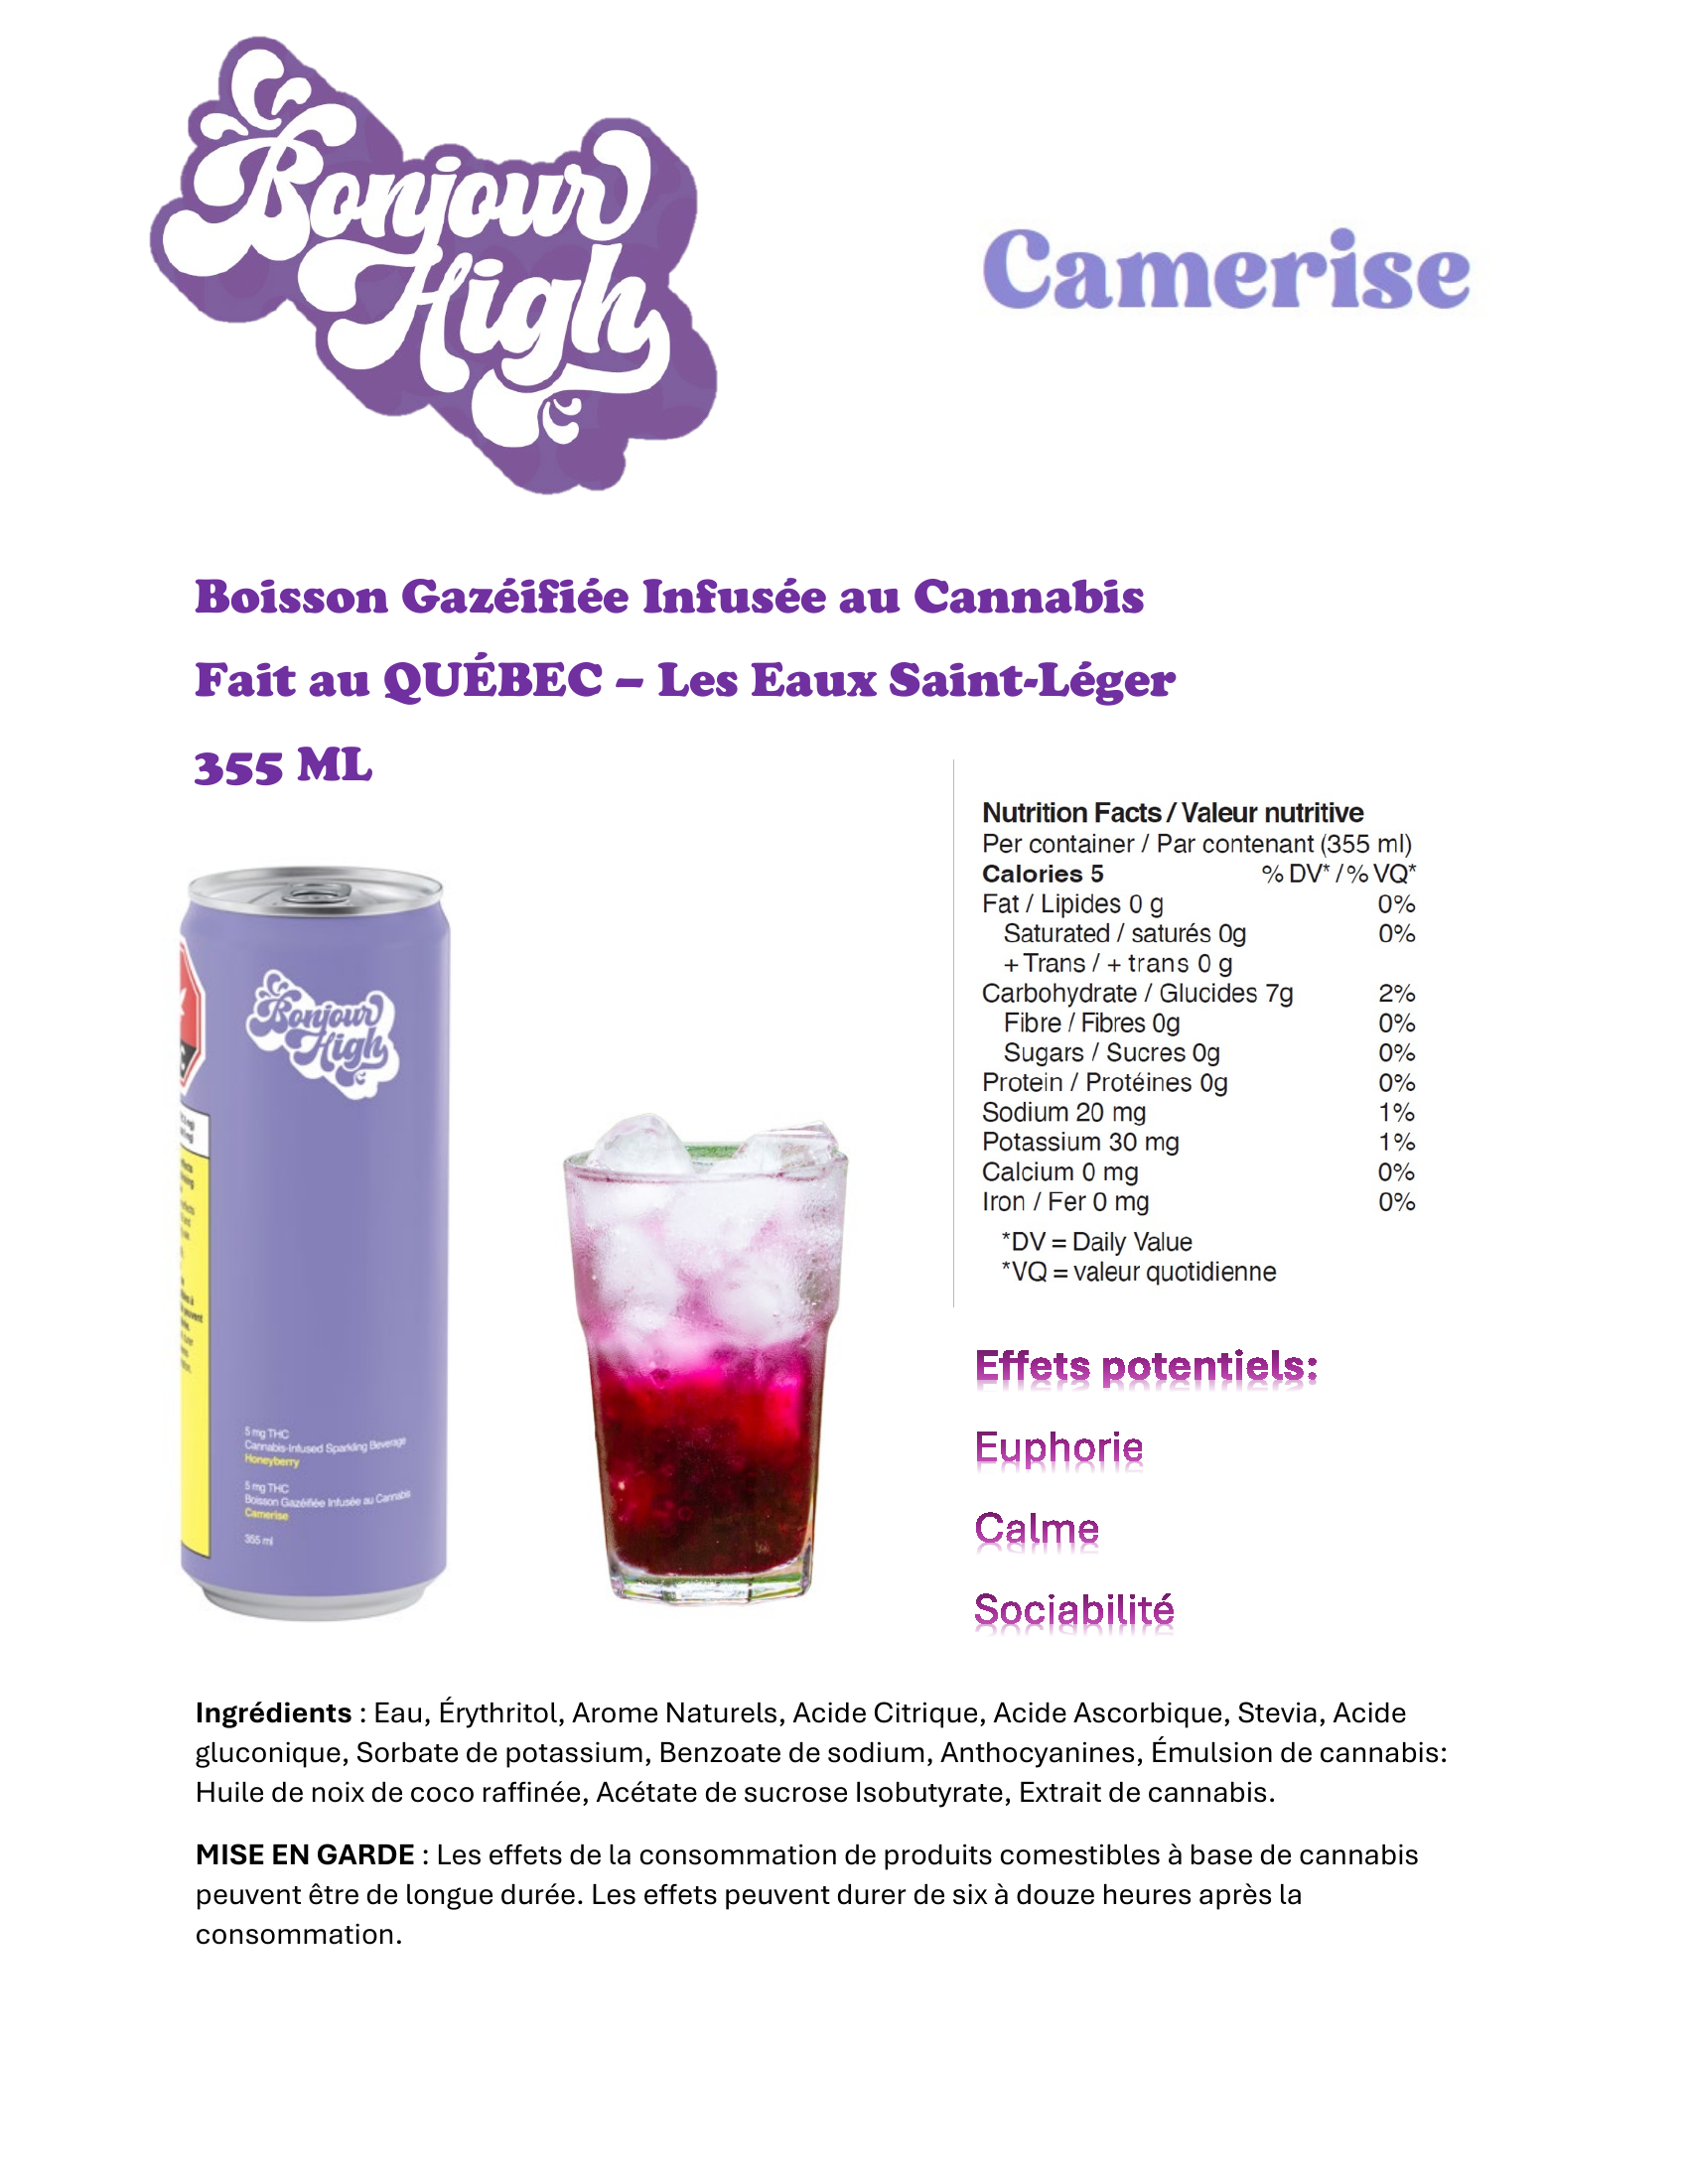 Bonjour
High
Camerise
Boisson Gazéifiée Infusée au Cannabis
Fait au QUÉBEC – Les Eaux Saint-Léger
355 ML
Nutrition Facts / Valeur nutritive
Per container / Par contenant (355 ml)
Calories 5 % DV* / % VQ*
Fat / Lipides 0 g 0%
Saturated / saturés 0g 0%
+ Trans / + trans 0 g
Carbohydrate / Glucides 7g 2%
Fibre / Fibres 0g 0%
Sugars / Sucres 0g 0%
Protein / Protéines 0g 0%
Sodium 20 mg 1%
Potassium 30 mg 1%
Calcium 0 mg 0%
Iron / Fer 0 mg 0%
*DV = Daily Value
*VQ = valeur quotidienne
Bonjour
High
5 mg THC
Cannabis-Infused Sparkling Beverage
Honeyberry
5 mg THC
Boisson Gazéifiée Infusée au Cannabis
Camerise
355 ml
Effets potentiels:
Euphorie
Calme
Sociabilité
Ingrédients : Eau, Érythritol, Arome Naturels, Acide Citrique, Acide Ascorbique, Stevia, Acide
gluconique, Sorbate de potassium, Benzoate de sodium, Anthocyanines, Émulsion de cannabis:
Huile de noix de coco raffinée, Acétate de sucrose Isobutyrate, Extrait de cannabis.
MISE EN GARDE : Les effets de la consommation de produits comestibles à base de cannabis
peuvent être de longue durée. Les effets peuvent durer de six à douze heures après la
consommation.